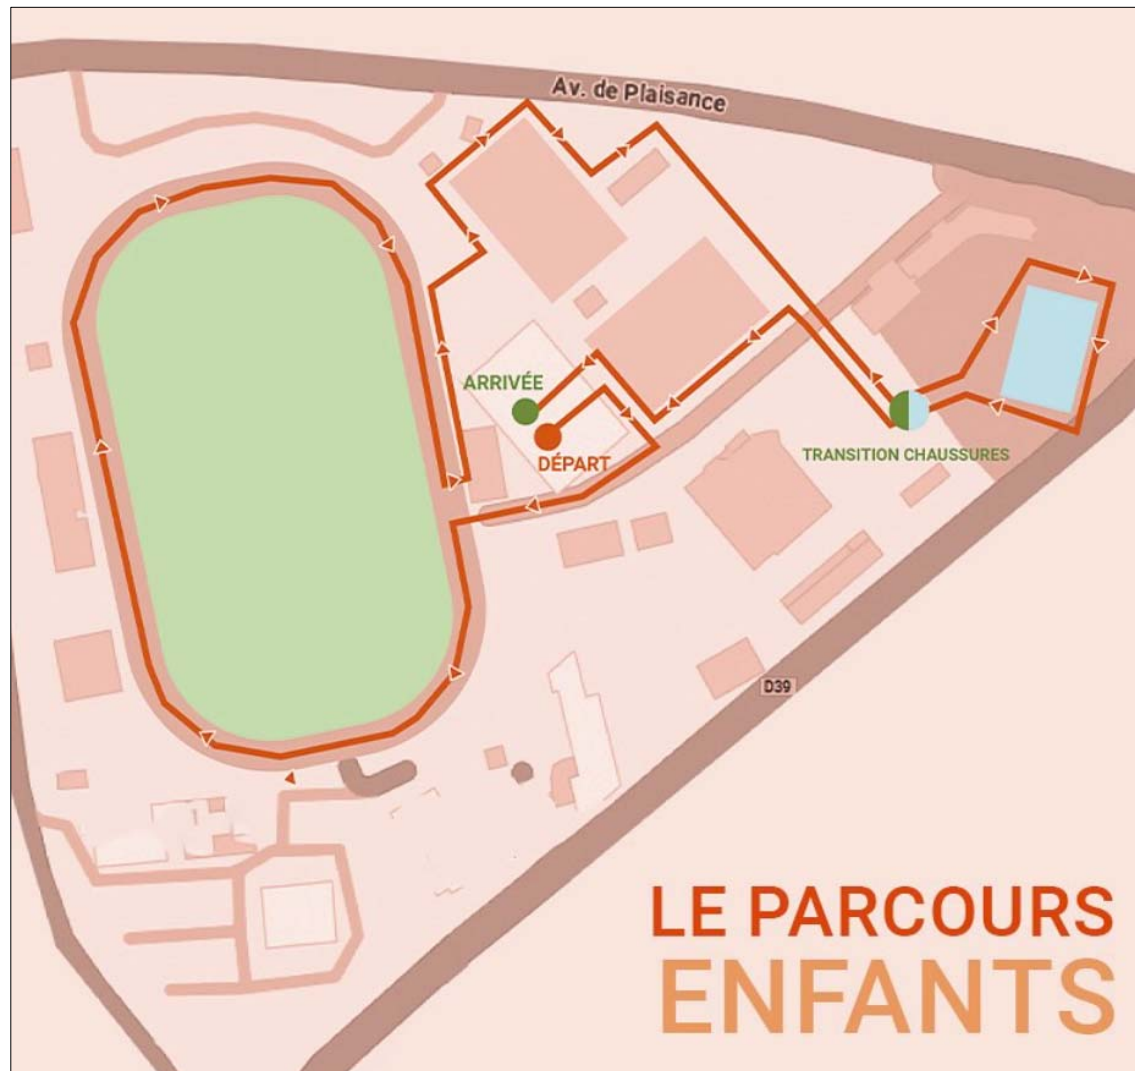 Av. de Plaisance
ARRIVÉE
DÉPART
TRANSITION CHAUSSURES
D39
LE PARCOURS
ENFANTS